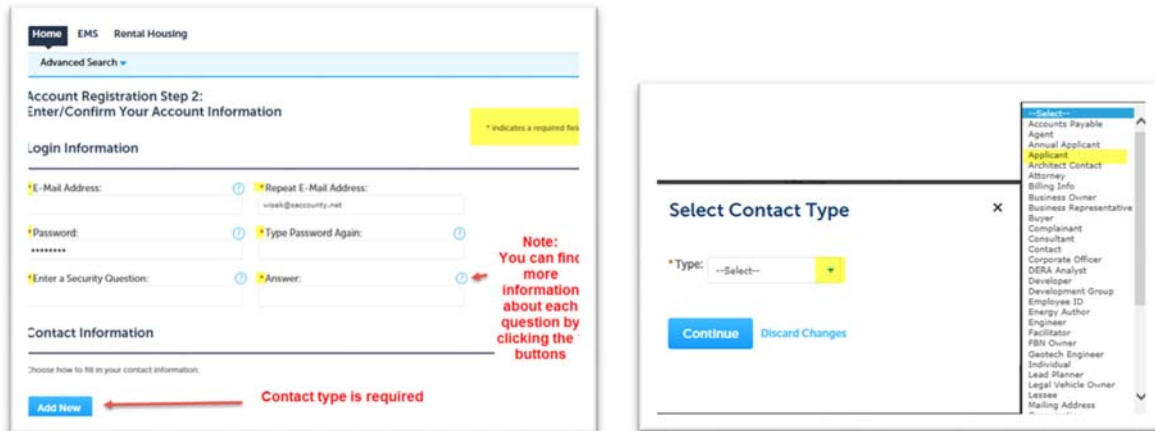 Home EMS Rental Housing
Advanced Search
Account Registration Step 2:
Enter/Confirm Your Account Information
* indicates a required fiel
Login Information
* E-Mail Address:
* Repeat E-Mail Address:
* Password:
* Type Password Again:
********
* Enter a Security Question:
* Answer:
Note:
You can find
more
information
about each
question by
clicking the ?
buttons
Contact Information
Choose how to fill in your contact information.
Add New
Contact type is required
Select Contact Type
×
* Type:
--Select--
Continue
Discard Changes
--Select--
Accounts Payable
Agent
Annual Applicant
Applicant
Architect Contact
Attorney
Billing Info
Business Owner
Business Representative
Buyer
Complainant
Consultant
Contact
Corporate Officer
DERA Analyst
Developer
Development Group
Employee ID
Energy Author
Engineer
Facilitator
FBN Owner
Geotech Engineer
Individual
Lead Planner
Legal Vehicle Owner
Lessee
Mailing Address